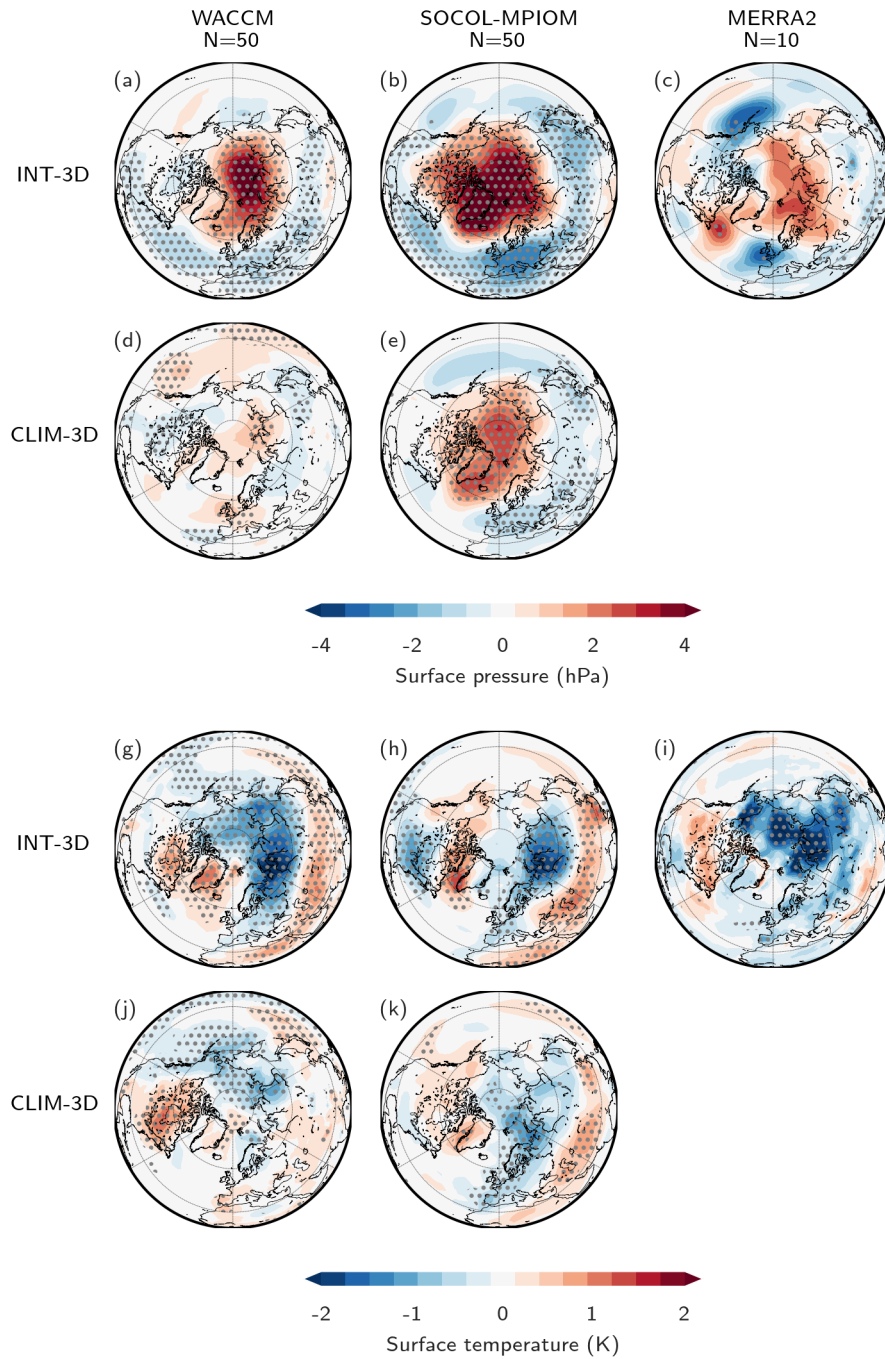 WACCM
N=50
SOCOL-MPIOM
N=50
MERRA2
N=10
(a)
(b)
(c)
INT-3D
(d)
(e)
CLIM-3D
-4 -2 0 2 4
Surface pressure (hPa)
(g)
(h)
(i)
INT-3D
(j)
(k)
CLIM-3D
-2 -1 0 1 2
Surface temperature (K)